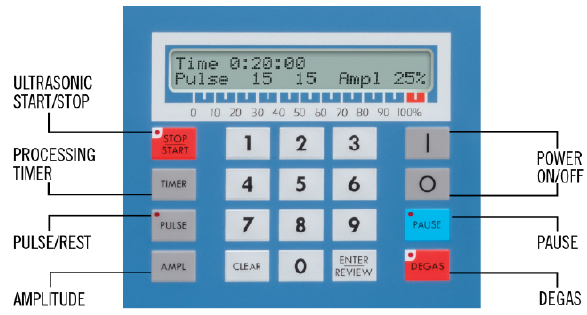 Time 0:20:00
Pulse 15 15 Ampl 25%
0 10 20 30 40 50 60 70 80 90 100%
ULTRASONIC
START/STOP
STOP
START
1 2 3
|
PROCESSING
TIMER
TIMER
4 5 6
O
POWER
ON/OFF
PULSE/REST
PULSE
7 8 9
PAUSE
PAUSE
AMPLITUDE
AMPL
CLEAR
0
ENTER
REVIEW
DEGAS
DEGAS